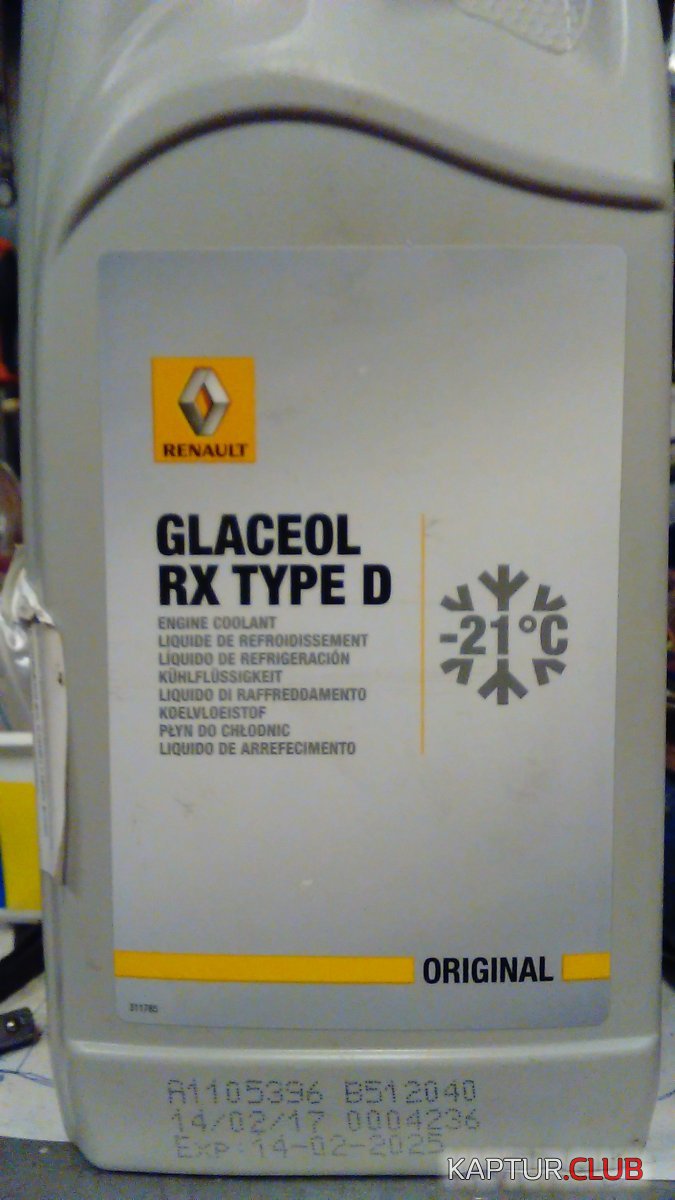 RENAULT
GLACEOL
RX TYPE D
ENGINE COOLANT
LIQUIDE DE REFROIDISSEMENT
LÍQUIDO DE REFRIGERACIÓN
KÜHLFLÜSSIGKEIT
LIQUIDO DI RAFFREDDAMENTO
KOELVLOEISTOF
PŁYN DO CHŁODNIC
LIQUIDO DE ARREFECIMENTO
-21°C
ORIGINAL
A1105396 B512040
14/02/17 0004236
Exp:14-02-2025
KAPTUR.CLUB